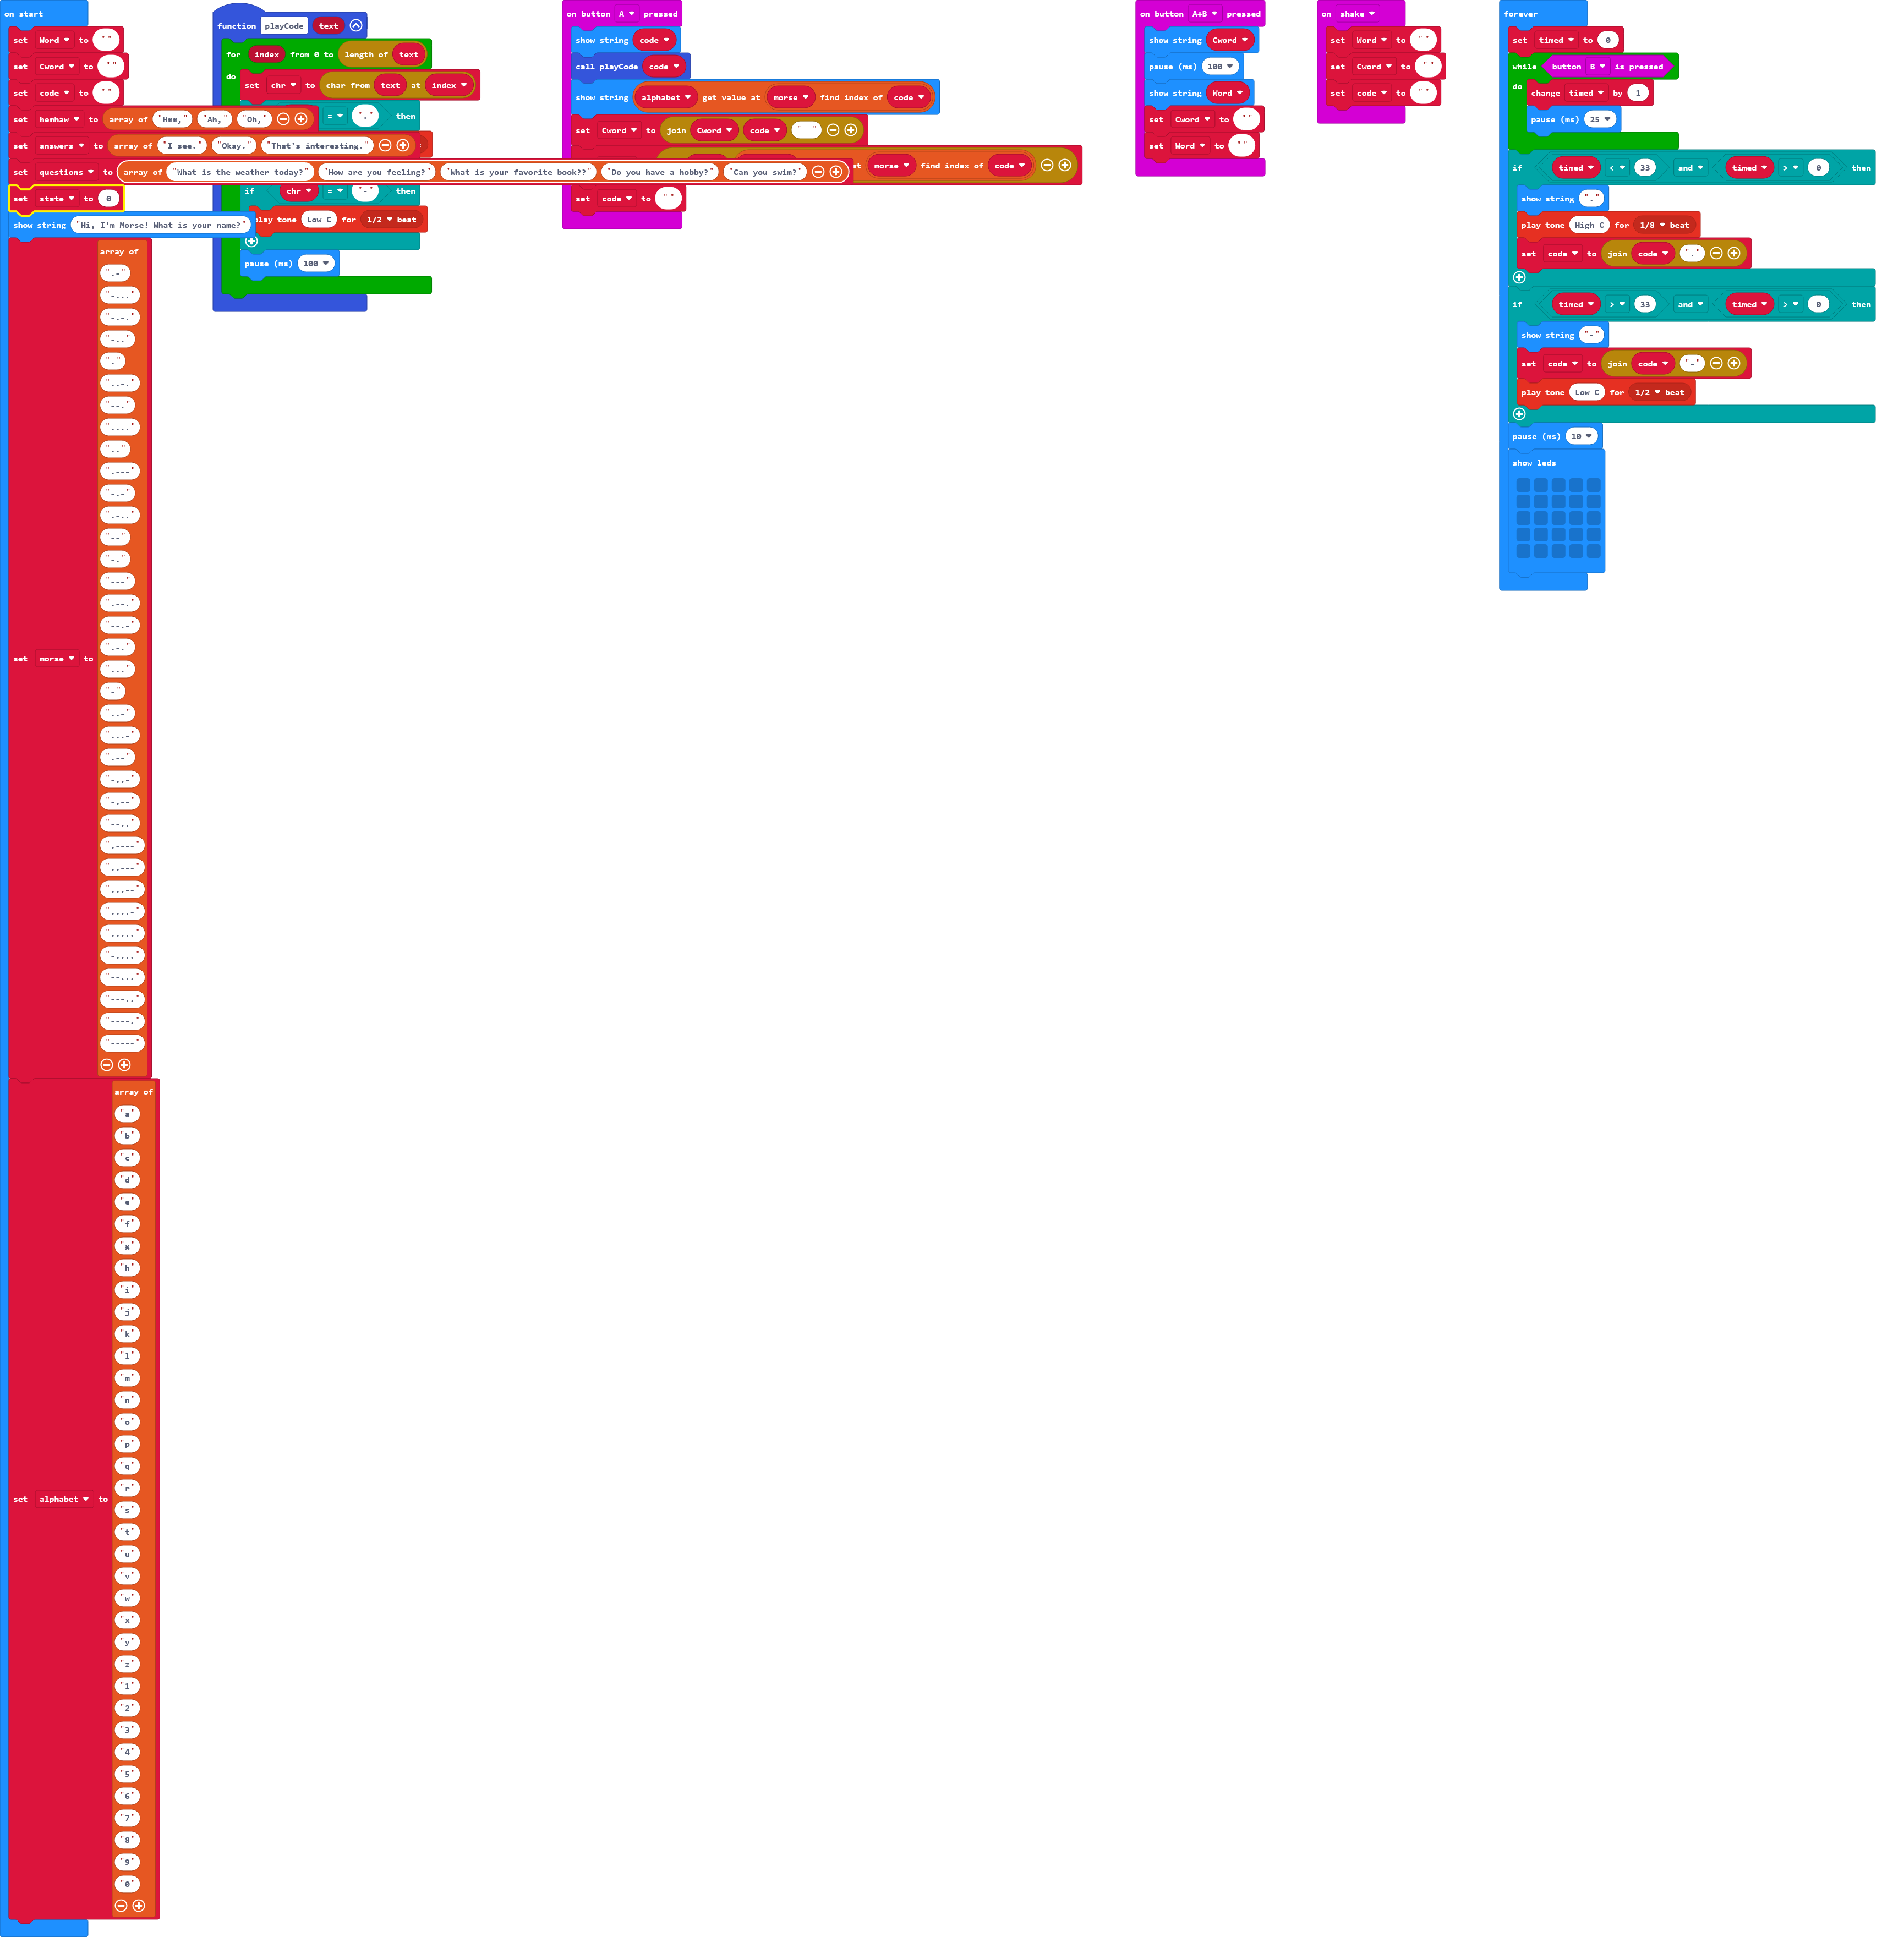 on start
set Word to ""
set Cword to ""
set code to ""
set hemhaw to array of "Hmm," "Ah," "Oh,"
set answers to array of "I see." "Okay." "That's interesting."
set questions to array of "What is the weather today?" "How are you feeling?" "What is your favorite book??" "Do you have a hobby?" "Can you swim?"
set state to 0
show string "Hi, I'm Morse! What is your name?"
set morse to array of
".-"
"-..."
"-.-."
"-.."
"."
"..-."
"--."
"...."
".."
".---"
"-.-"
".-.."
"--"
"-."
"---"
".--."
"--.-"
".-."
"..."
"-"
"..-"
"...-"
".--"
"-..-"
"-.--"
"--.."
".----"
"..---"
"...--"
"....-"
"....."
"-...."
"--..."
"---.."
"----."
"-----"
set alphabet to array of
"a"
"b"
"c"
"d"
"e"
"f"
"g"
"h"
"i"
"j"
"k"
"l"
"m"
"n"
"o"
"p"
"q"
"r"
"s"
"t"
"u"
"v"
"w"
"x"
"y"
"z"
"1"
"2"
"3"
"4"
"5"
"6"
"7"
"8"
"9"
"0"
function playCode text
for index from 0 to length of text
do
set chr to char from text at index
= "." then
if chr = "-" then
play tone Low C for 1/2 beat
pause (ms) 100
on button A pressed
show string code
call playCode code
show string alphabet get value at morse find index of code
set Cword to join Cword code " "
morse find index of code
set code to ""
on button A+B pressed
show string Cword
pause (ms) 100
show string Word
set Cword to ""
set Word to ""
on shake
set Word to ""
set Cword to ""
set code to ""
forever
set timed to 0
while button B is pressed
do
change timed by 1
pause (ms) 25
if timed < 33 and timed > 0 then
show string "."
play tone High C for 1/8 beat
set code to join code "."
if timed > 33 and timed > 0 then
show string "-"
set code to join code "-"
play tone Low C for 1/2 beat
pause (ms) 10
show leds